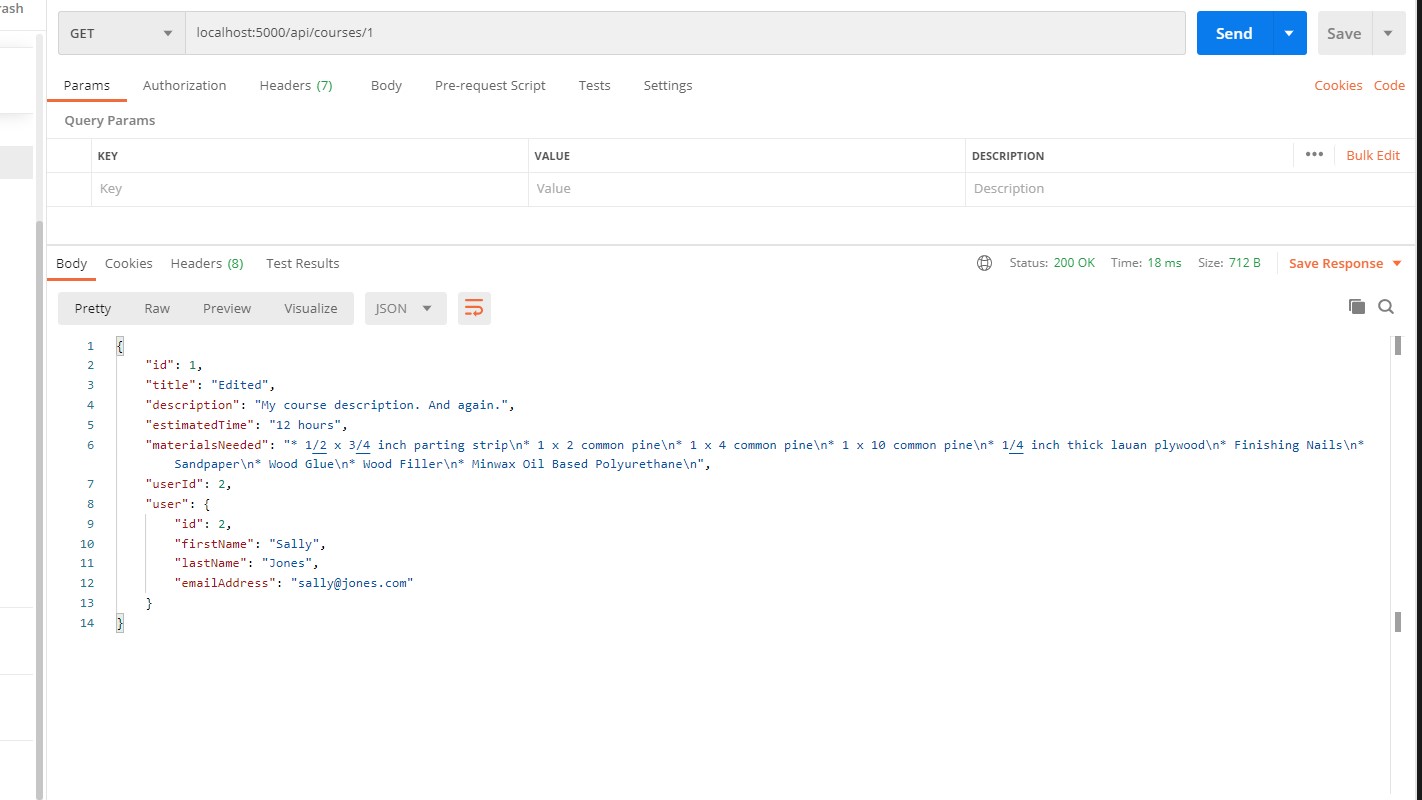 rash
GET localhost:5000/api/courses/1 Send Save
Params Authorization Headers (7) Body Pre-request Script Tests Settings Cookies Code
Query Params
KEY VALUE DESCRIPTION ••• Bulk Edit
Key Value Description
Body Cookies Headers (8) Test Results Status: 200 OK Time: 18 ms Size: 712 B Save Response
Pretty Raw Preview Visualize JSON
1 {
2 "id": 1,
3 "title": "Edited",
4 "description": "My course description. And again.",
5 "estimatedTime": "12 hours",
6 "materialsNeeded": "* 1/2 x 3/4 inch parting strip\n* 1 x 2 common pine\n* 1 x 4 common pine\n* 1 x 10 common pine\n* 1/4 inch thick lauan plywood\n* Finishing Nails\n*
Sandpaper\n* Wood Glue\n* Wood Filler\n* Minwax Oil Based Polyurethane\n",
7 "userId": 2,
8 "user": {
9 "id": 2,
10 "firstName": "Sally",
11 "lastName": "Jones",
12 "emailAddress": "sally@jones.com"
13 }
14 }